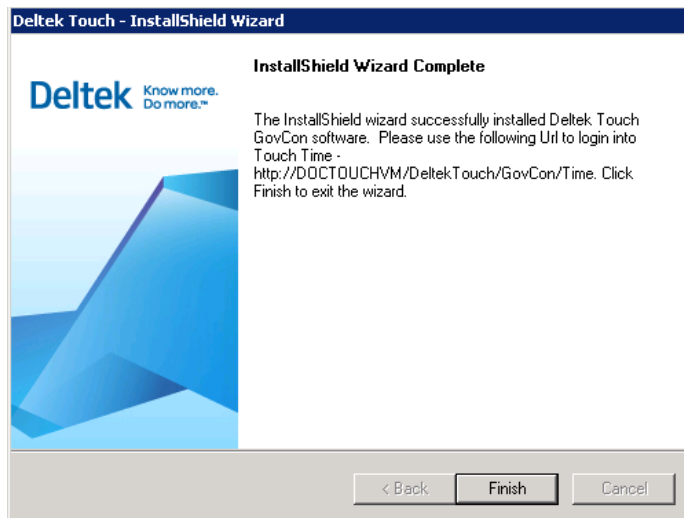 Deltek Touch - InstallShield Wizard
Deltek Know more.
Do more.™
InstallShield Wizard Complete
The InstallShield wizard successfully installed Deltek Touch
GovCon software. Please use the following Url to login into
Touch Time -
http://DOCTOUCHVM/DeltekTouch/GovCon/Time. Click
Finish to exit the wizard.
< Back
Finish
Cancel